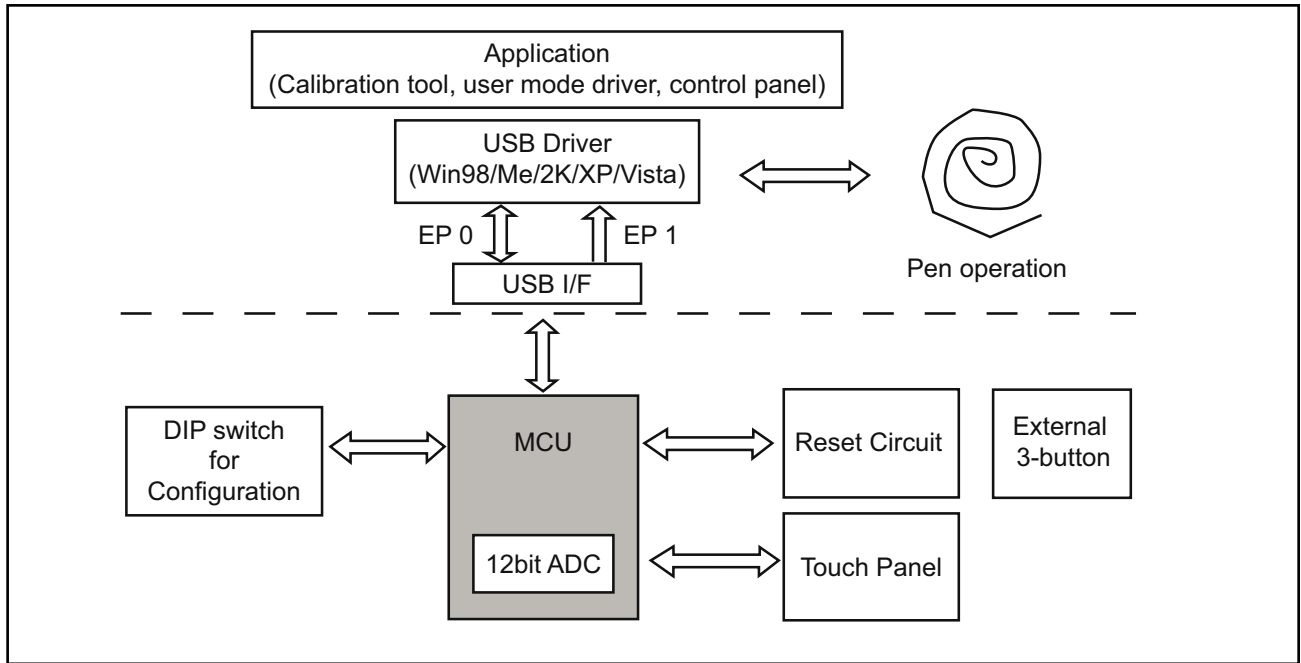 Application
(Calibration tool, user mode driver, control panel)
USB Driver
(Win98/Me/2K/XP/Vista)
EP 0
EP 1
USB I/F
Pen operation
DIP switch
for
Configuration
MCU
12bit ADC
Reset Circuit
External
3-button
Touch Panel